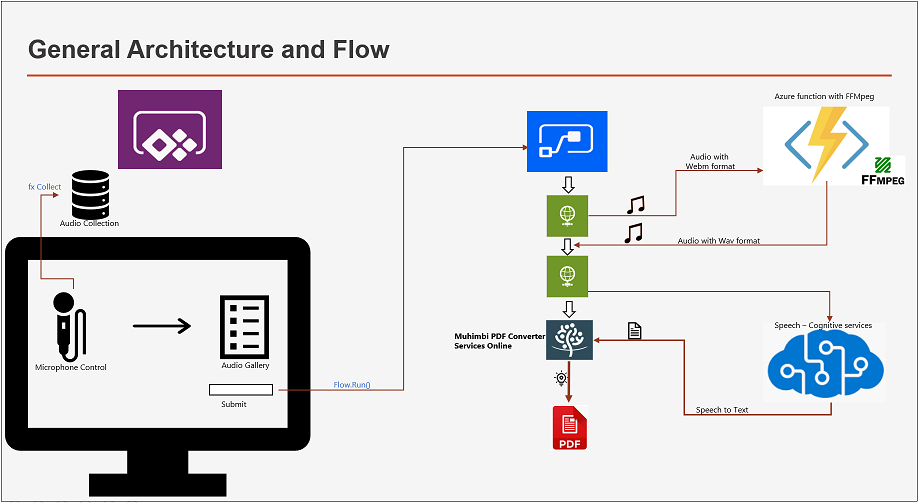 General Architecture and Flow
Azure function with FFMpeg
Audio with
Webm format
FFMPEG
fx Collect
Audio Collection
Audio with Wav format
Speech – Cognitive services
Muhimbi PDF Converter
Services Online
Microphone Control
Audio Gallery
Flow.Run()
Submit
Speech to Text
PDF